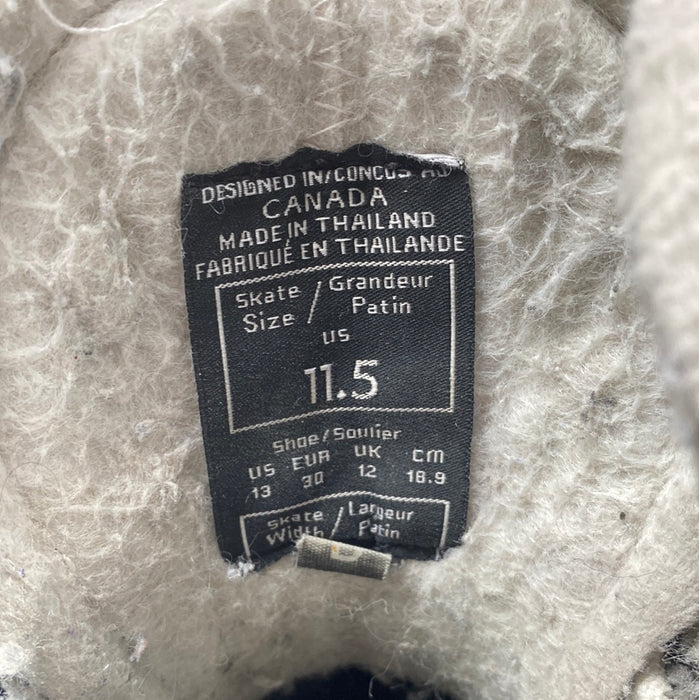 DESIGNED IN/CONÇUS AU
CANADA
MADE IN THAILAND
FABRIQUÉ EN THAILANDE
Skate / Grandeur
Size / Patin
US
11.5
Shoe/Soulier
US EUR UK CM
13 30 12 18.9
Skate / Largeur
Width / Patin